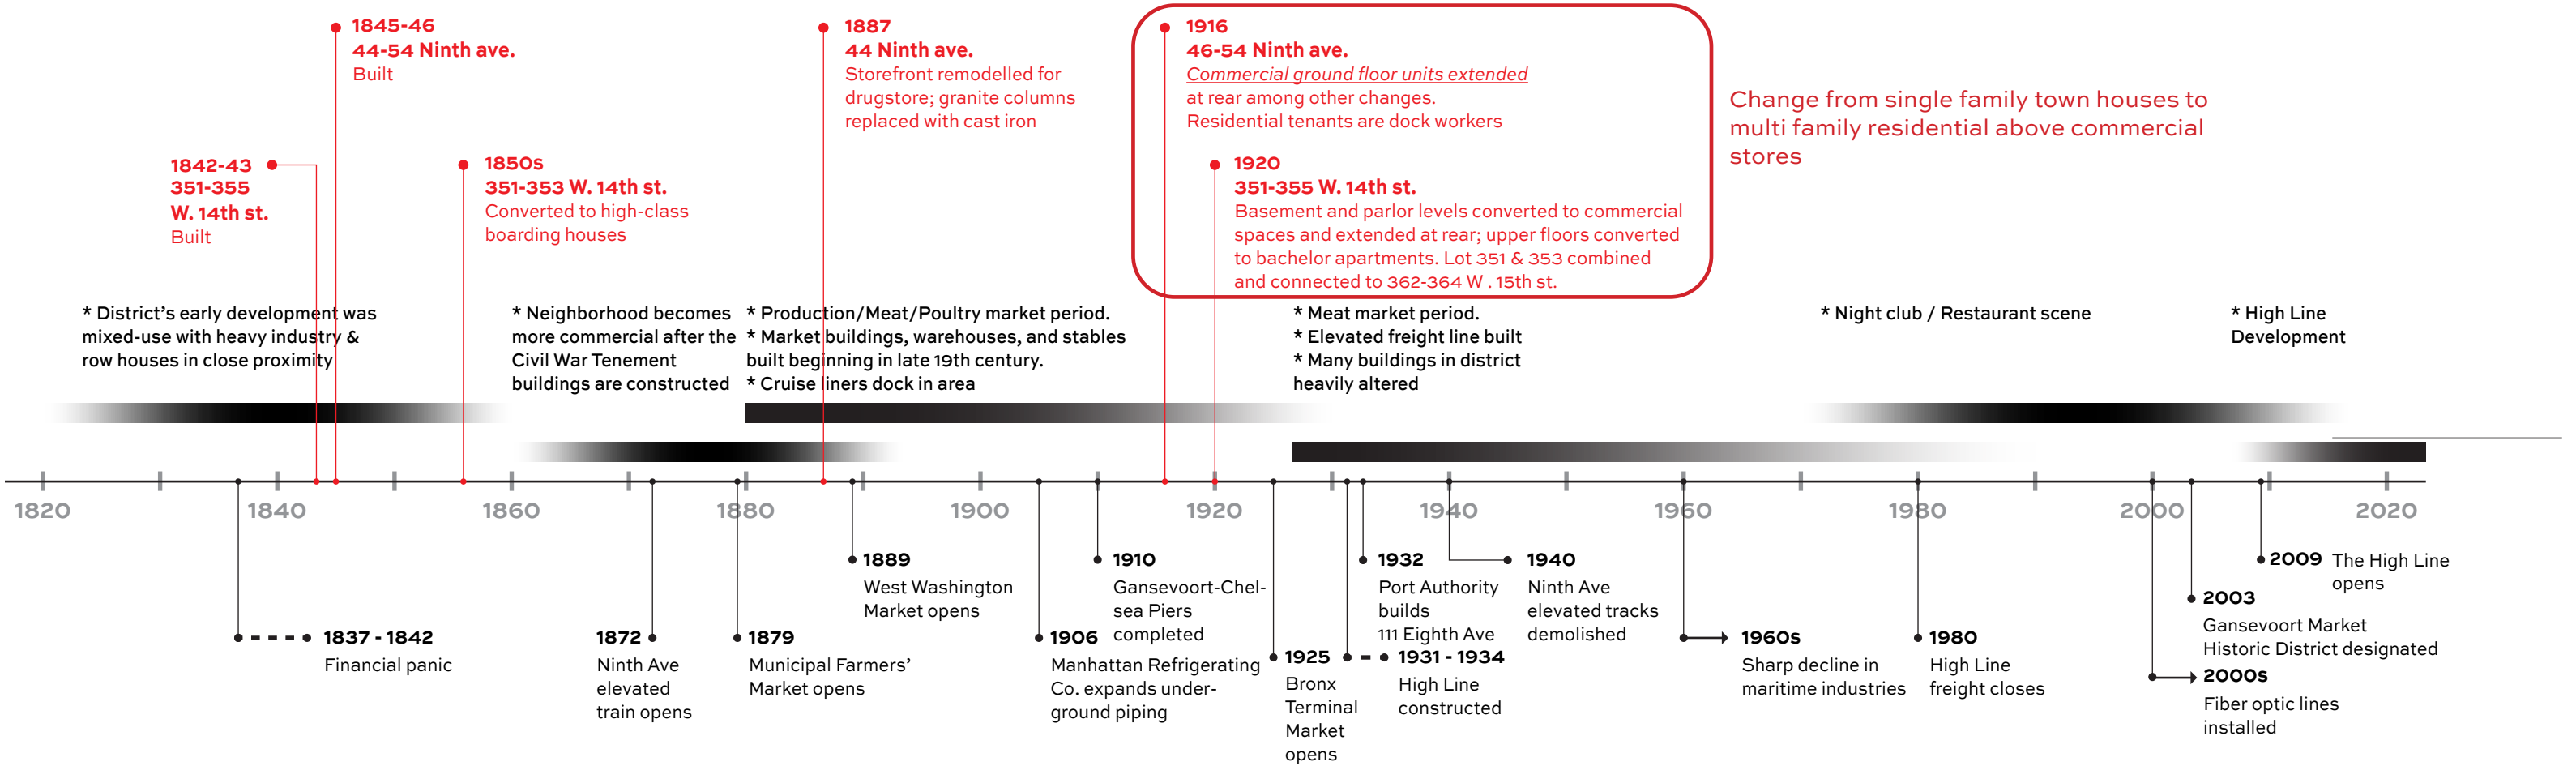 1845-46
44-54 Ninth ave.
Built
1887
44 Ninth ave.
Storefront remodelled for
drugstore; granite columns
replaced with cast iron
1916
46-54 Ninth ave.
Commercial ground floor units extended
at rear among other changes.
Residential tenants are dock workers
Change from single family town houses to
multi family residential above commercial
stores
1842-43
351-355
W. 14th st.
Built
1850s
351-353 W. 14th st.
Converted to high-class
boarding houses
1920
351-355 W. 14th st.
Basement and parlor levels converted to commercial
spaces and extended at rear; upper floors converted
to bachelor apartments. Lot 351 & 353 combined
and connected to 362-364 W . 15th st.
* District's early development was
mixed-use with heavy industry &
row houses in close proximity
* Neighborhood becomes
more commercial after the
Civil War Tenement
buildings are constructed
* Production/Meat/Poultry market period.
* Market buildings, warehouses, and stables
built beginning in late 19th century.
* Cruise liners dock in area
* Meat market period.
* Elevated freight line built
* Many buildings in district
heavily altered
* Night club / Restaurant scene
* High Line
Development
1820
1840
1860
1880
1900
1920
1940
1960
1980
2000
2020
1837 - 1842
Financial panic
1872
Ninth Ave
elevated
train opens
1879
Municipal Farmers'
Market opens
1889
West Washington
Market opens
1906
Manhattan Refrigerating
Co. expands under-
ground piping
1910
Gansevoort-Chel-
sea Piers
completed
1925
Bronx
Terminal
Market
opens
1932
Port Authority
builds
111 Eighth Ave
1931 - 1934
High Line
constructed
1940
Ninth Ave
elevated tracks
demolished
1960s
Sharp decline in
maritime industries
1980
High Line
freight closes
2009 The High Line
opens
2003
Gansevoort Market
Historic District designated
2000s
Fiber optic lines
installed